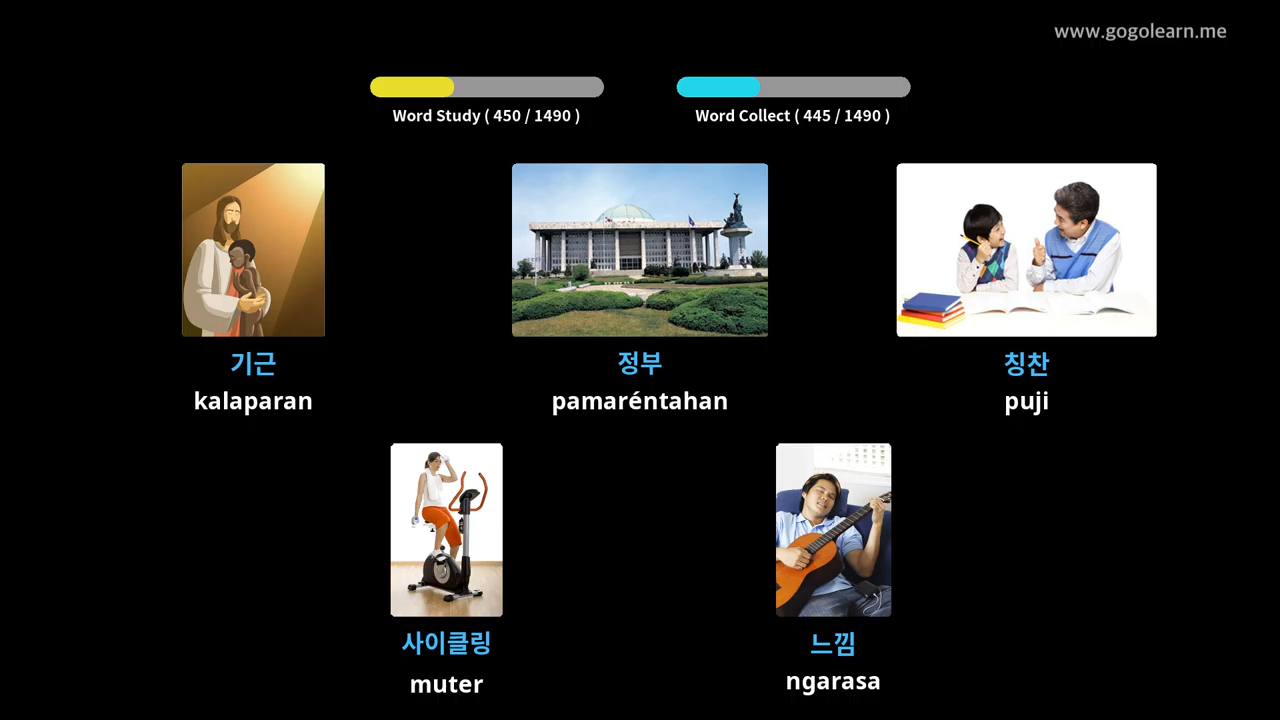 www.gogolearn.me
Word Study ( 450 / 1490 )
Word Collect ( 445 / 1490 )
기근
정부
칭찬
kalaparan
pamaréntahan
puji
사이클링
느낌
muter
ngarasa